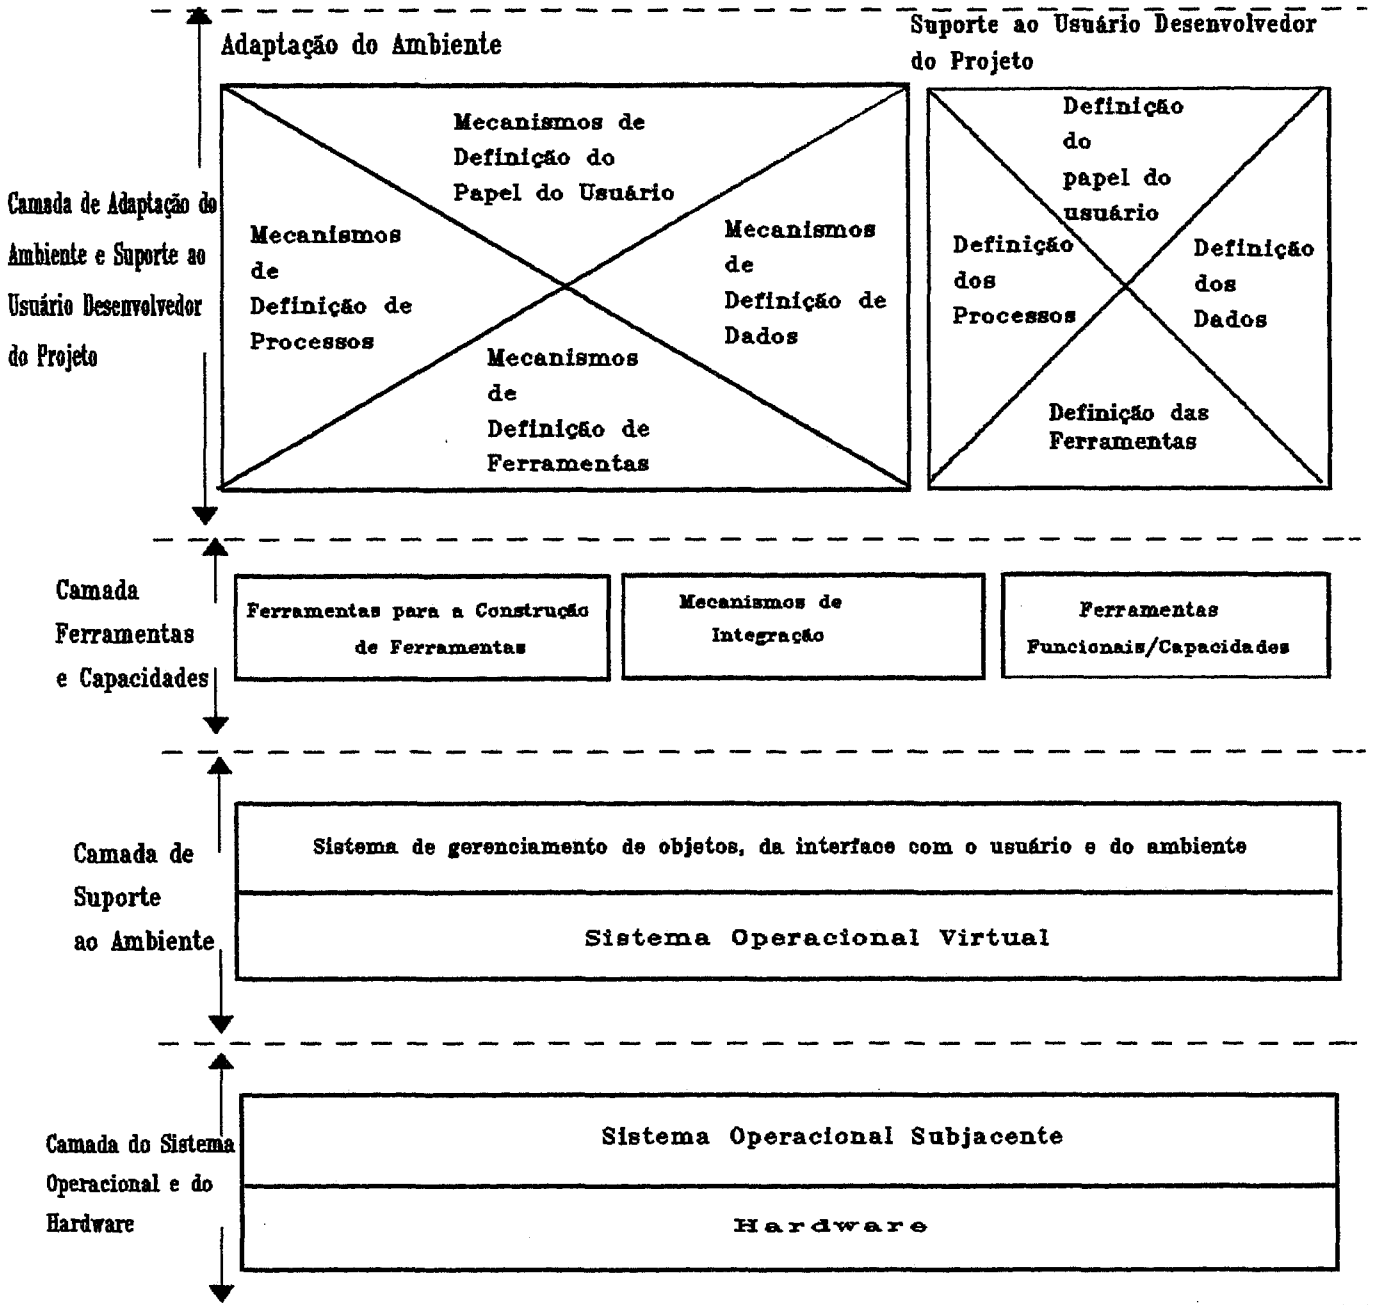 Adaptação do Ambiente
Suporte ao Usuário Desenvolvedor
do Projeto
Camada de Adaptação do
Ambiente e Suporte ao
Usuário Desenvolvedor
do Projeto
Mecanismos de
Definição do
Papel do Usuário
Mecanismos
de
Definição de
Processos
Mecanismos
de
Definição de
Dados
Mecanismos
de
Definição de
Ferramentas
Definição
do
papel do
usuário
Definição
dos
Processos
Definição
dos
Dados
Definição das
Ferramentas
Camada
Ferramentas
e Capacidades
Ferramentas para a Construção
de Ferramentas
Mecanismos de
Integração
Ferramentas
Funcionais/Capacidades
Camada de
Suporte
ao Ambiente
Sistema de gerenciamento de objetos, da interface com o usuário e do ambiente
Sistema Operacional Virtual
Camada do Sistema
Operacional e do
Hardware
Sistema Operacional Subjacente
Hardware